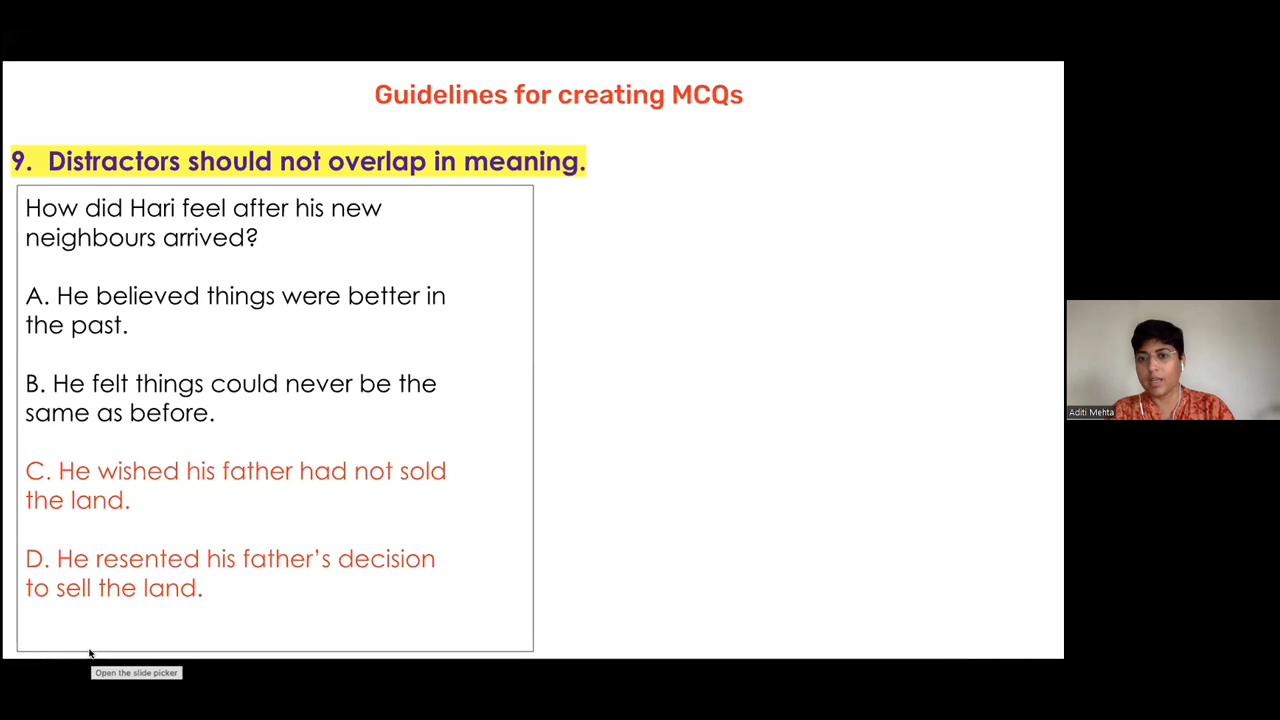 Guidelines for creating MCQs
9. Distractors should not overlap in meaning.
How did Hari feel after his new
neighbours arrived?
A. He believed things were better in
the past.
B. He felt things could never be the
same as before.
C. He wished his father had not sold
the land.
D. He resented his father’s decision
to sell the land.
Aditi Mehta
Open the slide picker